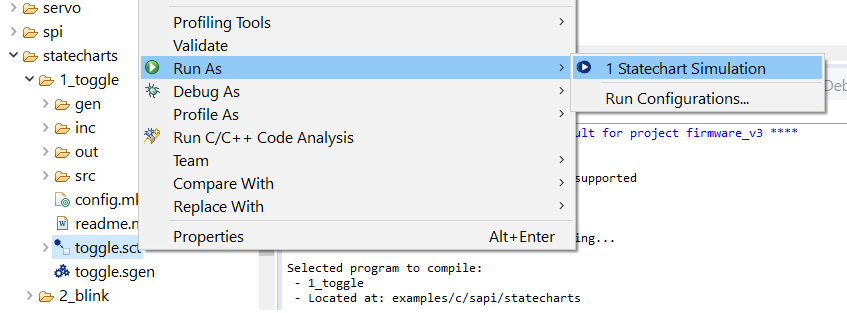 servo
spi
statecharts
1_toggle
gen
inc
out
src
config.ml
readme.m
toggle.sct
toggle.sgen
2_blink
Profiling Tools
Validate
Run As
Debug As
Profile As
Run C/C++ Code Analysis
Team
Compare With
Replace With
Properties Alt+Enter
1 Statechart Simulation
Run Configurations...
Deb
ult for project firmware_v3 ****
supported
ing...
Selected program to compile:
- 1_toggle
- Located at: examples/c/sapi/statecharts